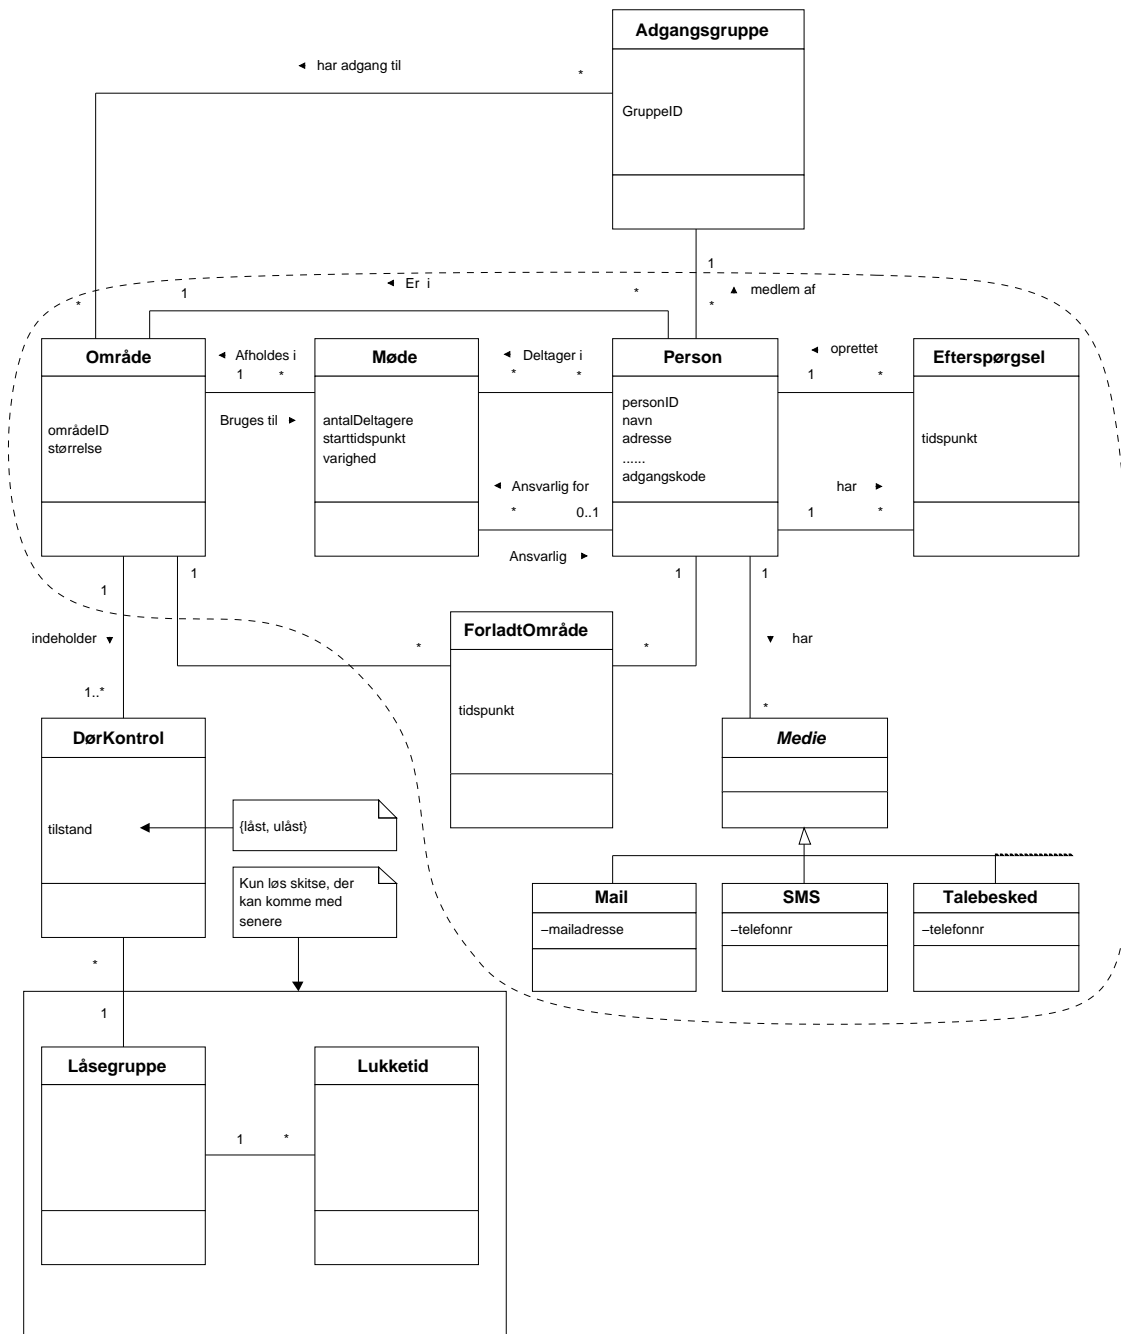 Adgangsgruppe
◄ har adgang til
*
GruppeID
1
◄ Er i
1
*
*
*
▲ medlem af
Område
◄ Afholdes i
Møde
◄ Deltager i
Person
◄ oprettet
Efterspørgsel
1 *
* *
1 *
Bruges til ►
områdeID
størrelse
antalDeltagere
starttidspunkt
varighed
personID
navn
adresse
......
adgangskode
tidspunkt
◄ Ansvarlig for
har ►
* 0..1
1 *
Ansvarlig ►
1
1
1
1
indeholder ▼
ForladtOmråde
▼ har
*
*
1..*
*
tidspunkt
DørKontrol
Medie
tilstand
{låst, ulåst}
Kun løs skitse, der
kan komme med
senere
Mail
SMS
Talebesked
–mailadresse
–telefonnr
–telefonnr
*
1
Låsegruppe
Lukketid
1 *